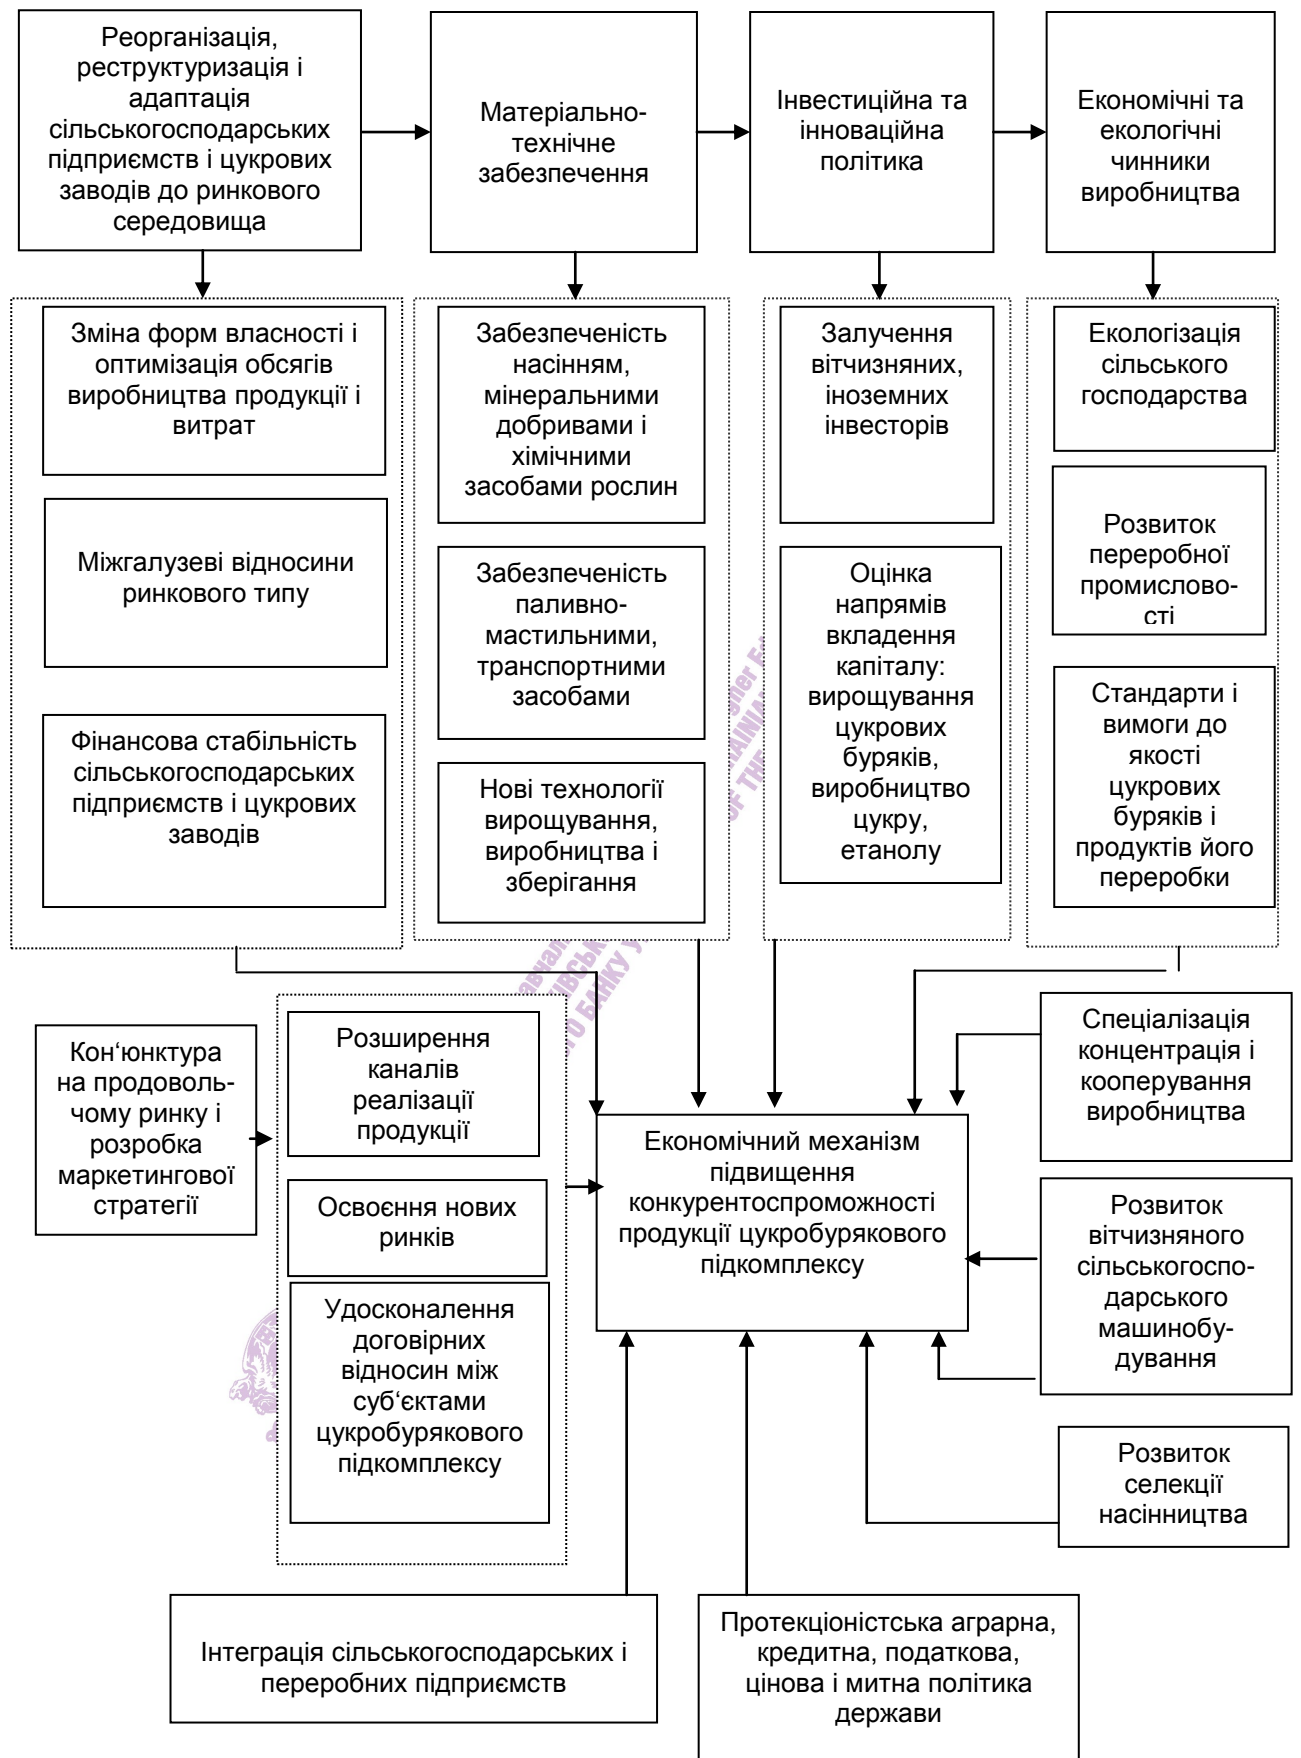 Реорганізація,
реструктуризація і
адаптація
сільськогосподарських
підприємств і цукрових
заводів до ринкового
середовища
Матеріально-
технічне
забезпечення
Інвестиційна та
інноваційна
політика
Економічні та
екологічні
чинники
виробництва
Зміна форм власності і
оптимізація обсягів
виробництва продукції і
витрат
Міжгалузеві відносини
ринкового типу
Фінансова стабільність
сільськогосподарських
підприємств і цукрових
заводів
Забезпеченість
насінням,
мінеральними
добривами і
хімічними
засобами рослин
Забезпеченість
паливно-
мастильними,
транспортними
засобами
Нові технології
вирощування,
виробництва і
зберігання
Залучення
вітчизняних,
іноземних
інвесторів
Оцінка
напрямів
вкладення
капіталу:
вирощування
цукрових
буряків,
виробництво
цукру,
етанолу
Екологізація
сільського
господарства
Розвиток
переробної
промислово-
сті
Стандарти і
вимоги до
якості
цукрових
буряків і
продуктів його
переробки
Кон‘юнктура
на продоволь-
чому ринку і
розробка
маркетингової
стратегії
Розширення
каналів
реалізації
продукції
Освоєння нових
ринків
Удосконалення
договірних
відносин між
суб‘єктами
цукробурякового
підкомплексу
Економічний механізм
підвищення
конкурентоспроможності
продукції цукробурякового
підкомплексу
Спеціалізація
концентрація і
кооперування
виробництва
Розвиток
вітчизняного
сільськогоспо-
дарського
машинобу-
дування
Розвиток
селекції
насінництва
Інтеграція сільськогосподарських і
переробних підприємств
Протекціоністська аграрна,
кредитна, податкова,
цінова і митна політика
держави
OF THE
БАНКУ